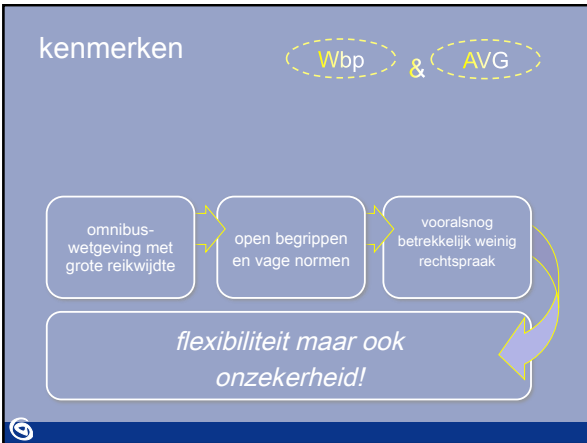 kenmerken
Wbp & AVG
omnibus-
wetgeving met
grote reikwijdte
open begrippen
en vage normen
vooralsnog
betrekkelijk weinig
rechtspraak
flexibiliteit maar ook
onzekerheid!